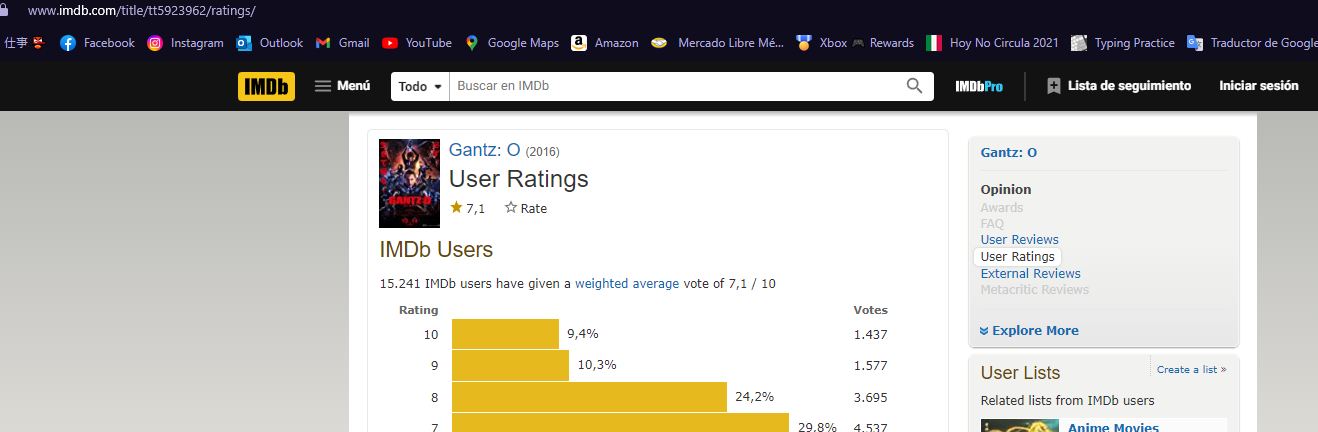 www.imdb.com/title/tt5923962/ratings/
仕事 Facebook Instagram Outlook Gmail YouTube Google Maps Amazon Mercado Libre Mé... Xbox Rewards Hoy No Circula 2021 Typing Practice Traductor de Google
IMDb Menú Todo Buscar en IMDb IMDbPro Lista de seguimiento Iniciar sesión
GANTZ:O
Gantz: O (2016)
User Ratings
7,1 Rate
IMDb Users
15.241 IMDb users have given a weighted average vote of 7,1 / 10
Rating Votes
10 9,4% 1.437
9 10,3% 1.577
8 24,2% 3.695
7 29,8% 4.537
Gantz: O
Opinion
Awards
FAQ
User Reviews
User Ratings
External Reviews
Metacritic Reviews
Explore More
User Lists Create a list »
Related lists from IMDb users
Anime Movies